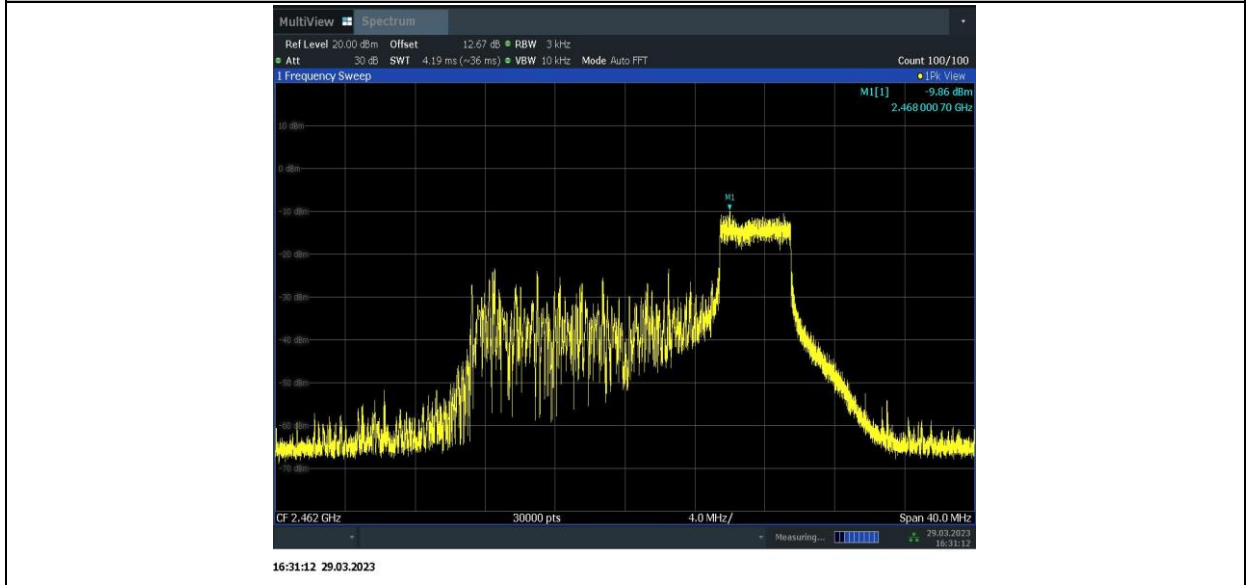 MultiView Spectrum
Ref Level 20.00 dBm Offset 12.67 dB RBW 3 kHz
Att 30 dB SWT 4.19 ms (~36 ms) VBW 10 kHz Mode Auto FFT Count 100/100
1 Frequency Sweep 1Pk View
M1[1] -9.86 dBm
2.468 000 70 GHz
10 dBm
0 dBm
M1
-10 dBm
-20 dBm
-30 dBm
-40 dBm
-50 dBm
-60 dBm
-70 dBm
CF 2.462 GHz 30000 pts 4.0 MHz/ Span 40.0 MHz
Measuring... 29.03.2023
16:31:12
16:31:12 29.03.2023